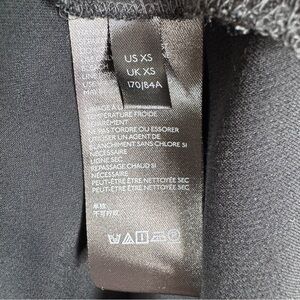 US XS
UK XS
170/84A
LAVAGE À LA
TEMPÉRATURE FROIDE
SÉPARÉMENT
NE PAS TORDRE OU ESSORER
UTILISER UN AGENT DE
BLANCHIMENT SANS CHLORE SI
NÉCESSAIRE
LIGNE SEC
REPASSAGE CHAUD SI
NÉCESSAIRE
PEUT-ÊTRE ÊTRE NETTOYÉE SEC
PEUT-ÊTRE ÊTRE NETTOYÉE SEC